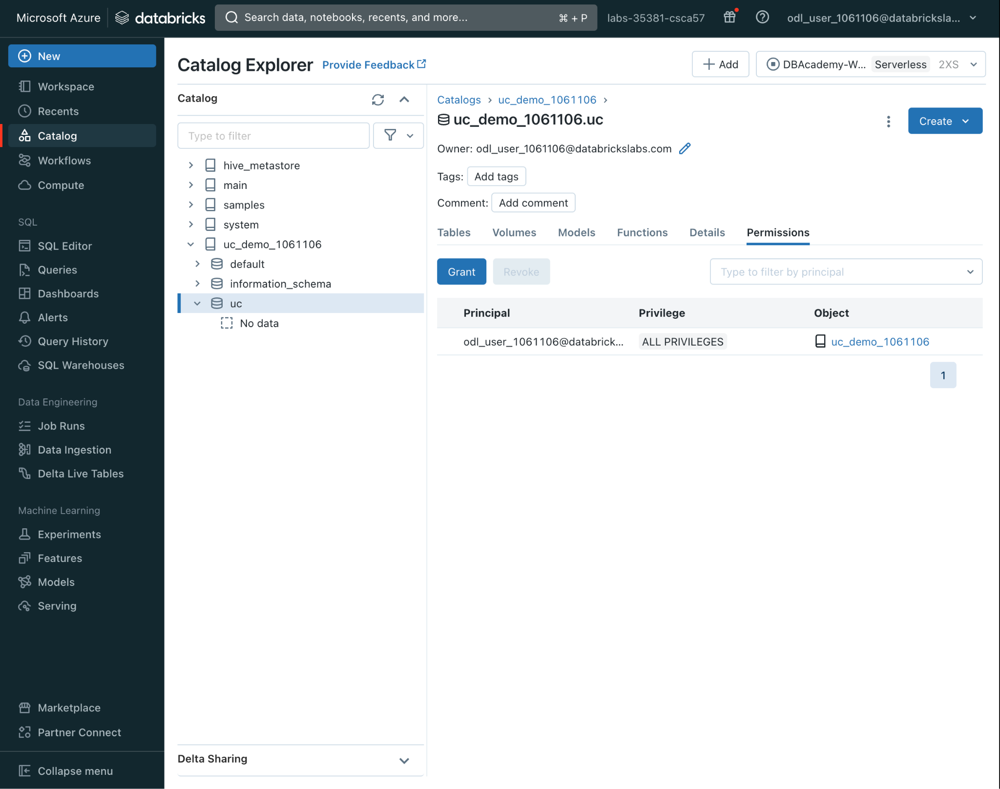 Microsoft Azure databricks Search data, notebooks, recents, and more... ⌘ + P labs-35381-csca57 odl_user_1061106@databricksla...
New
Workspace
Recents
Catalog
Workflows
Compute
SQL
SQL Editor
Queries
Dashboards
Alerts
Query History
SQL Warehouses
Data Engineering
Job Runs
Data Ingestion
Delta Live Tables
Machine Learning
Experiments
Features
Models
Serving
Marketplace
Partner Connect
Collapse menu
Catalog Explorer Provide Feedback
Add DBAcademy-W... Serverless 2XS
Catalog
Type to filter
hive_metastore
main
samples
system
uc_demo_1061106
default
information_schema
uc
No data
Delta Sharing
Catalogs › uc_demo_1061106 ›
uc_demo_1061106.uc
Create
Owner: odl_user_1061106@databrickslabs.com
Tags: Add tags
Comment: Add comment
Tables Volumes Models Functions Details Permissions
Grant Revoke Type to filter by principal
Principal Privilege Object
odl_user_1061106@databrick... ALL PRIVILEGES uc_demo_1061106
1